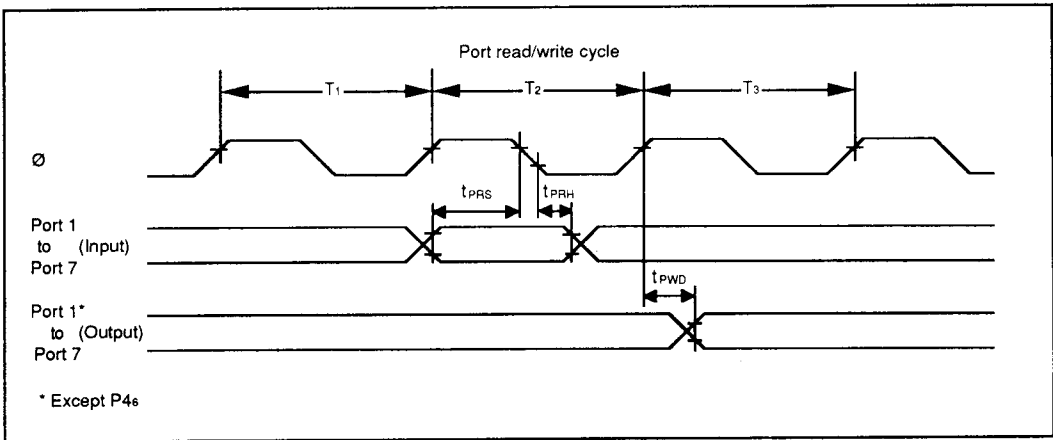 Port read/write cycle
T1 T2 T3
Ø
tPRS tPRH
Port 1
to (Input)
Port 7
tPWD
Port 1*
to (Output)
Port 7
* Except P46